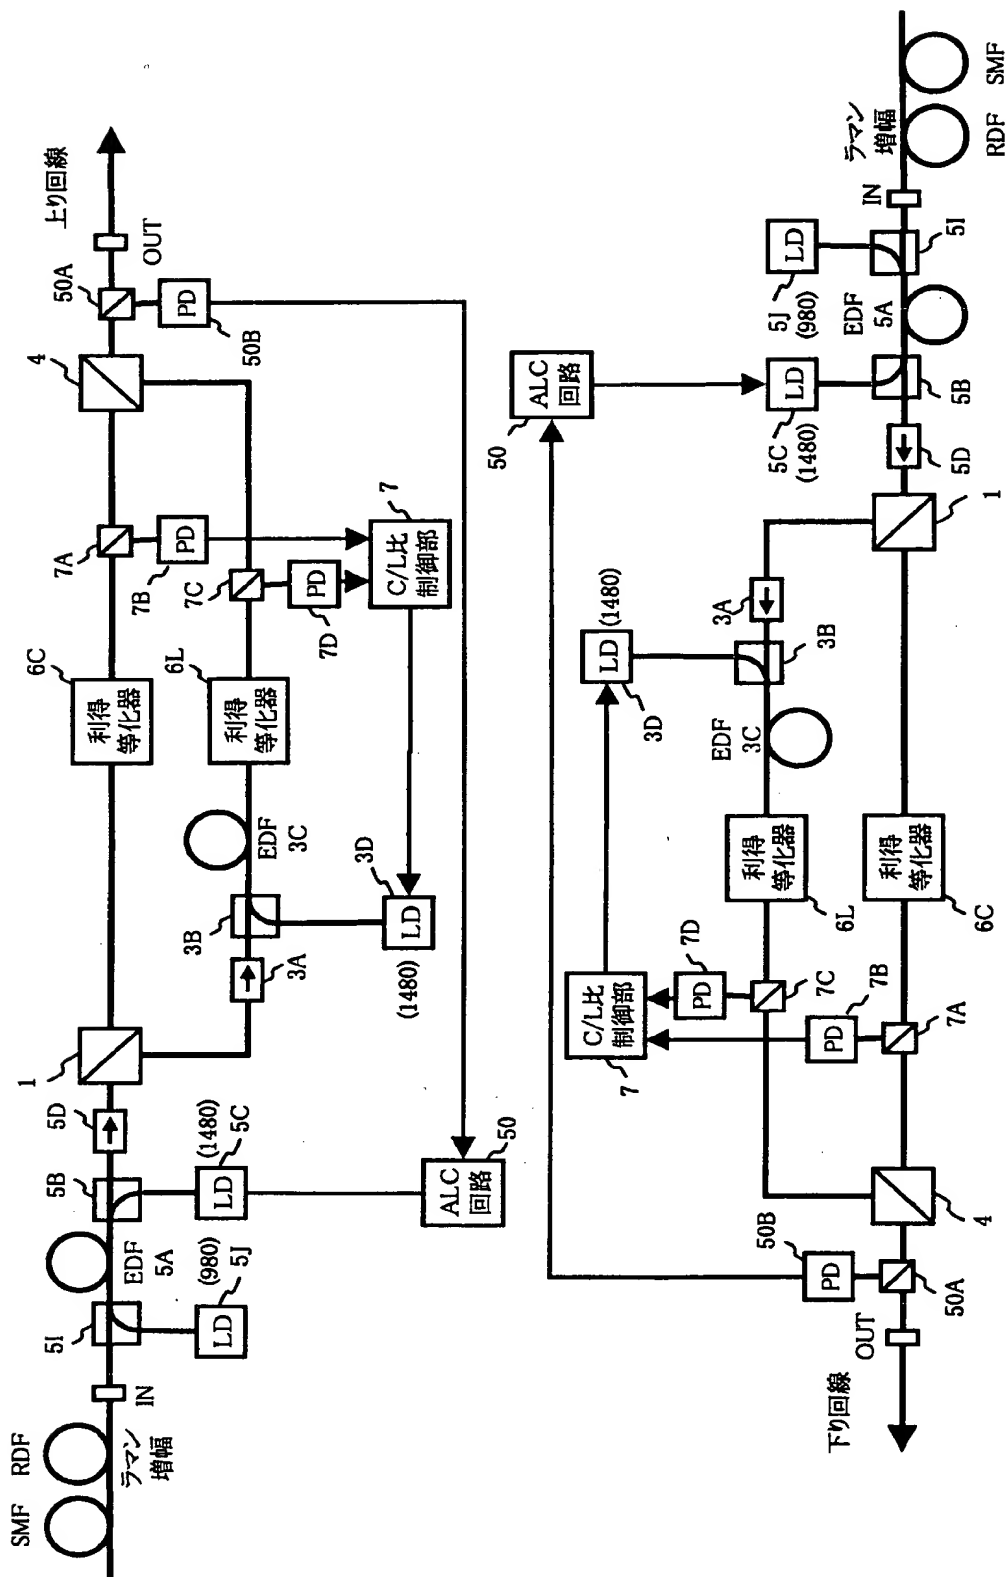 SMF
RDF
ラマン
増幅
IN
5I
EDF
5A
5B
5D
1
(980)
5J
LD
(1480)
5C
LD
ALC
回路
50
3A
3B
EDF
3C
3D
LD
(1480)
6C
利得
等化器
6L
利得
等化器
7A
7B
PD
7C
7D
PD
7
C/L比
制御部
4
50A
50B
PD
OUT
上り回線
下り回線
OUT
50A
50B
PD
4
7A
7B
PD
7C
7D
PD
7
C/L比
制御部
6C
利得
等化器
6L
利得
等化器
EDF
3C
3D
LD
(1480)
3B
3A
1
50
ALC
回路
5C
(1480)
LD
5D
5B
EDF
5A
5J
(980)
LD
5I
IN
ラマン
増幅
RDF
SMF